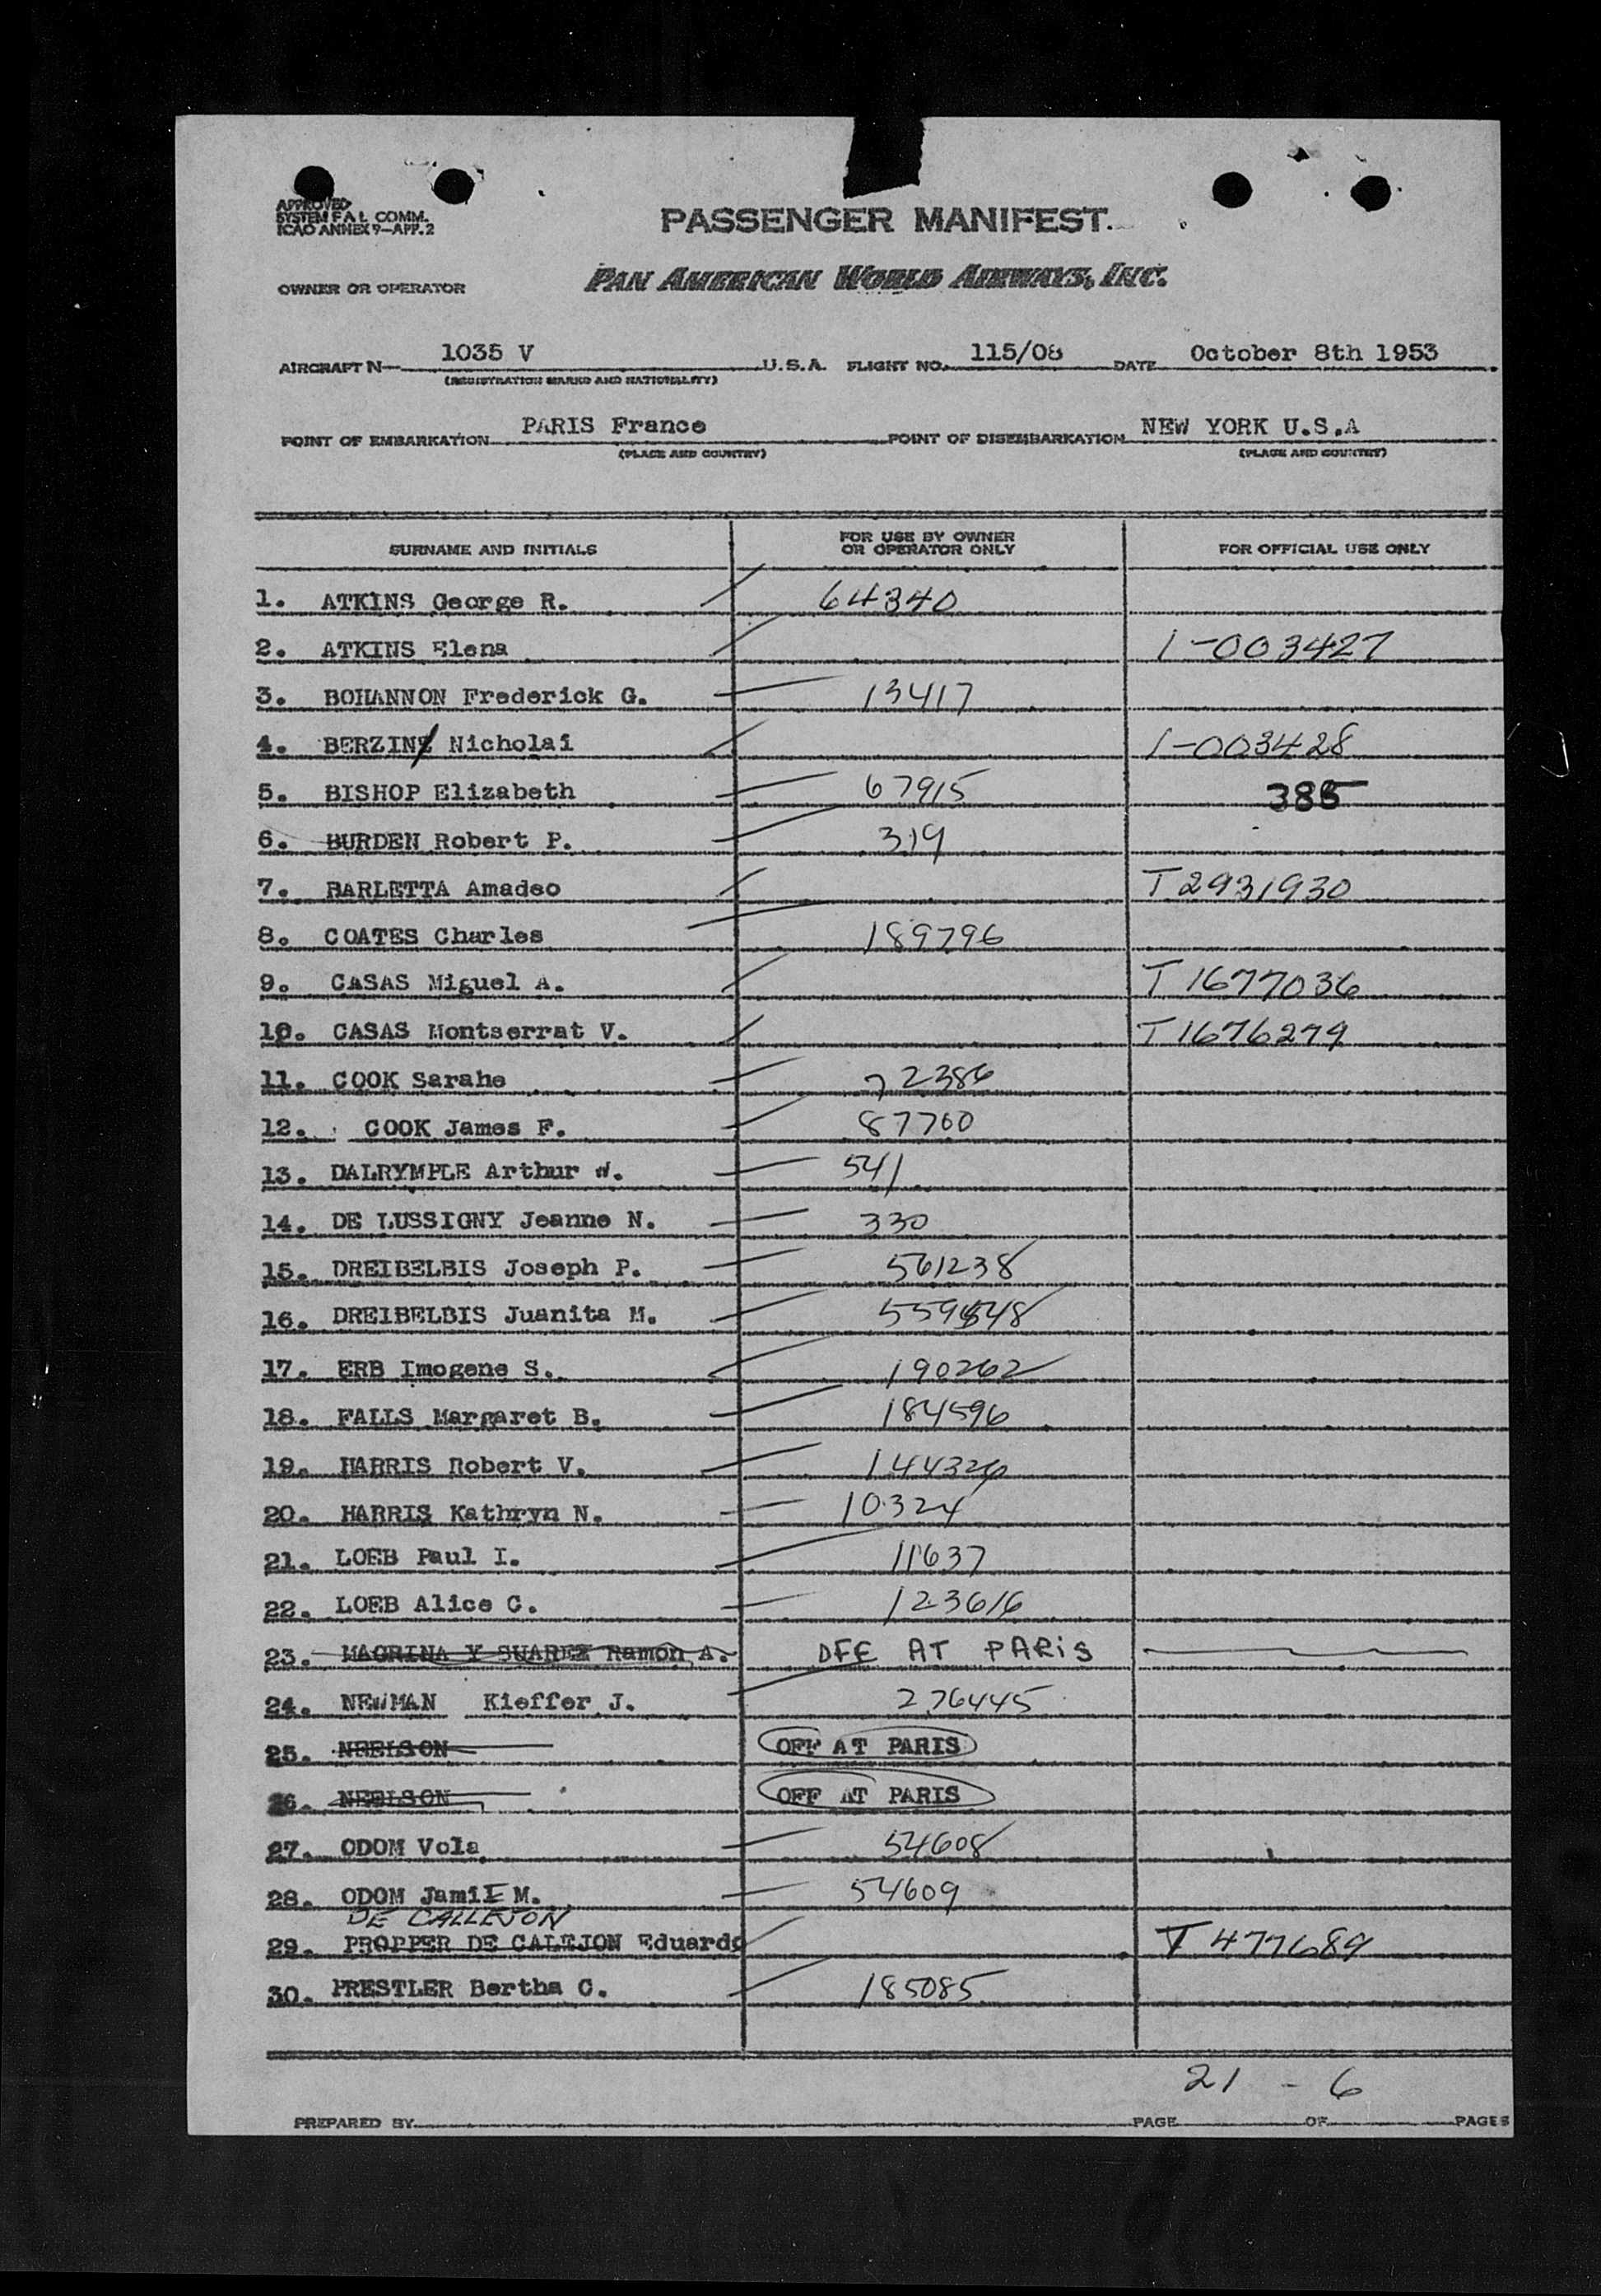 APPROVED
SYSTEM F A L COMM.
ICAO ANNEX 9-APP. 2
PASSENGER MANIFEST.
OWNER OR OPERATOR PAN AMERICAN WORLD AIRWAYS, INC.
AIRCRAFT N 1035 V U.S.A. FLIGHT NO. 115/08 DATE October 8th 1953
(REGISTRATION MARKS AND NATIONALITY)
POINT OF EMBARKATION PARIS France POINT OF DISEMBARKATION NEW YORK U.S.A
(PLACE AND COUNTRY) (PLACE AND COUNTRY)
SURNAME AND INITIALS FOR USE BY OWNER OR OPERATOR ONLY FOR OFFICIAL USE ONLY
1. ATKINS George R. 64340
2. ATKINS Elena 1-003427
3. BOHANNON Frederick G. 13417
4. BERZIN Nicholai 1-003428
5. BISHOP Elizabeth 67915 385
6. BURDEN Robert P. 319
7. BARLETTA Amadeo T2931930
8. COATES Charles 189796
9. CASAS Miguel A. T1677036
10. CASAS Montserrat V. T1676279
11. COOK Sarahe 72386
12. COOK James F. 87760
13. DALRYMPLE Arthur W. 541
14. DE LUSSIGNY Jeanne N. 330
15. DREIBELBIS Joseph P. 561238
16. DREIBELBIS Juanita M.
17. ERB Imogene S. 190262
18. FALLS Margaret B. 184596
19. HARRIS Robert V. 144326
20. HARRIS Kathryn N. 10324
21. LOEB Paul I. 11637
22. LOEB Alice C. 123616
23. MAGRINA Y SUAREZ Ramon A. OFF AT PARIS
24. NEWMAN Kieffer J. 276445
25. NEELSON OFF AT PARIS
26. NEELSON OFF AT PARIS
27. ODOM Vola 54608
28. ODOM JamiE M. 54609
DE CALLEJON
29. PROPPER DE CALEJON Eduardo T 477689
30. PRESTLER Bertha C. 185085
21 - 6
PREPARED BY PAGE OF PAGES